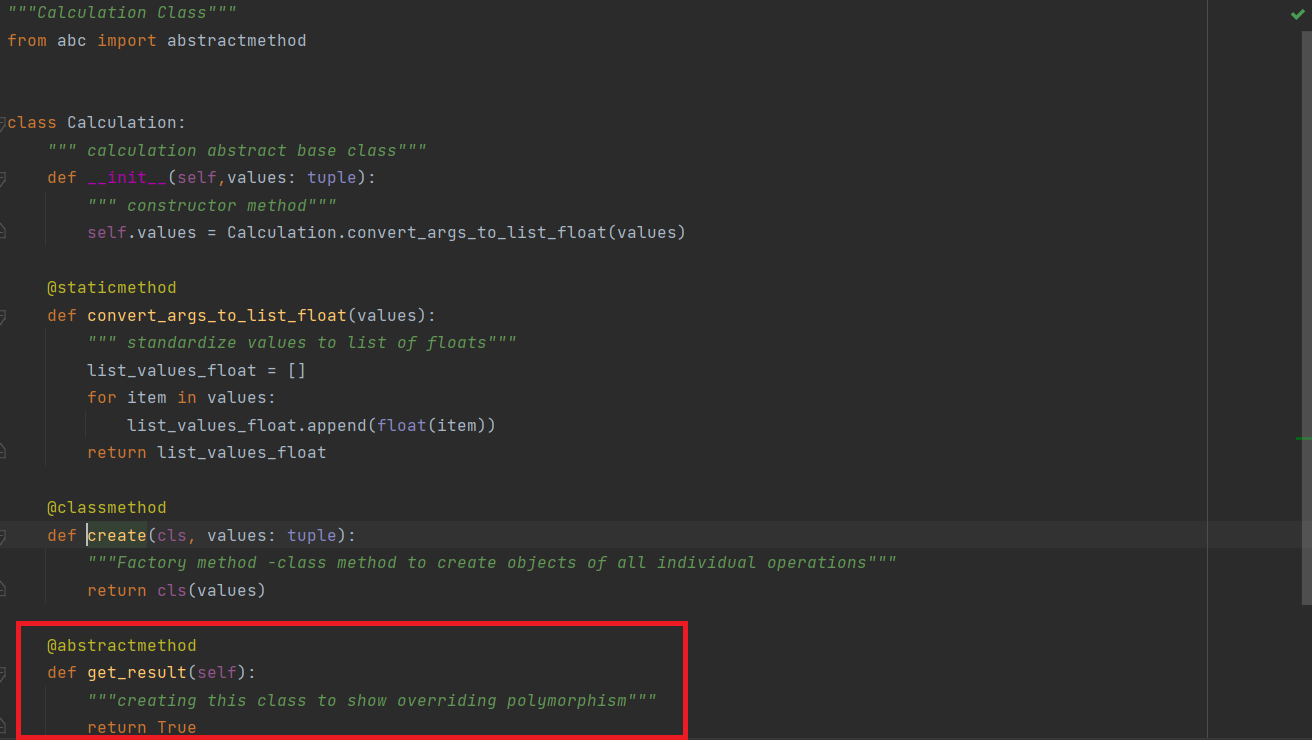 """Calculation Class"""
from abc import abstractmethod
class Calculation:
""" calculation abstract base class"""
def __init__(self,values: tuple):
""" constructor method"""
self.values = Calculation.convert_args_to_list_float(values)
@staticmethod
def convert_args_to_list_float(values):
""" standardize values to list of floats"""
list_values_float = []
for item in values:
list_values_float.append(float(item))
return list_values_float
@classmethod
def create(cls, values: tuple):
"""Factory method -class method to create objects of all individual operations"""
return cls(values)
@abstractmethod
def get_result(self):
"""creating this class to show overriding polymorphism"""
return True